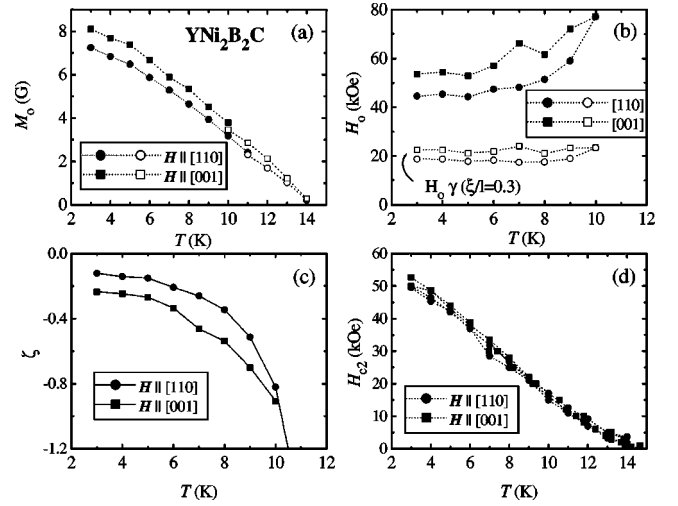 8
6
4
2
0
M₀ (G)
YNi₂B₂C
(a)
H || [110]
H || [001]
2 4 6 8 10 12 14
T (K)
80
60
40
20
0
H₀ (kOe)
(b)
[110]
[001]
H₀ γ (ξ/l=0.3)
2 4 6 8 10 12
T (K)
0.0
-0.4
-0.8
-1.2
ζ
(c)
H || [110]
H || [001]
2 4 6 8 10 12
T (K)
60
50
40
30
20
10
0
H_c2 (kOe)
(d)
H || [110]
H || [001]
2 4 6 8 10 12 14
T (K)